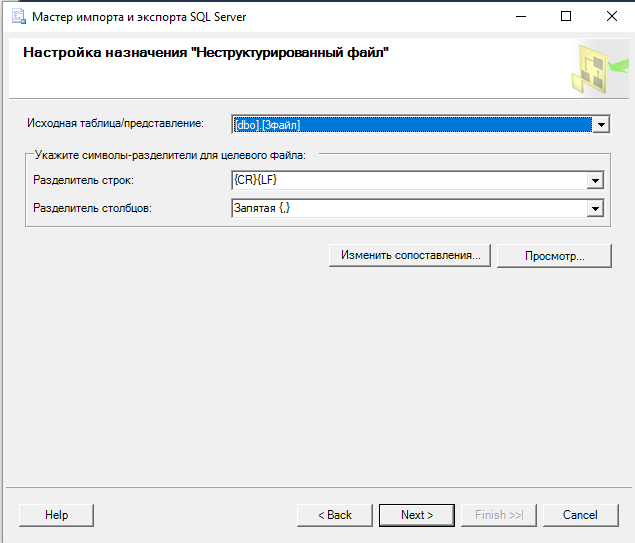 Мастер импорта и экспорта SQL Server
Настройка назначения "Неструктурированный файл"
Исходная таблица/представление:
[dbo].[3файл]
Укажите символы-разделители для целевого файла:
Разделитель строк:
{CR}{LF}
Разделитель столбцов:
Запятая {,}
Изменить сопоставления...
Просмотр...
Help
< Back
Next >
Finish >>|
Cancel